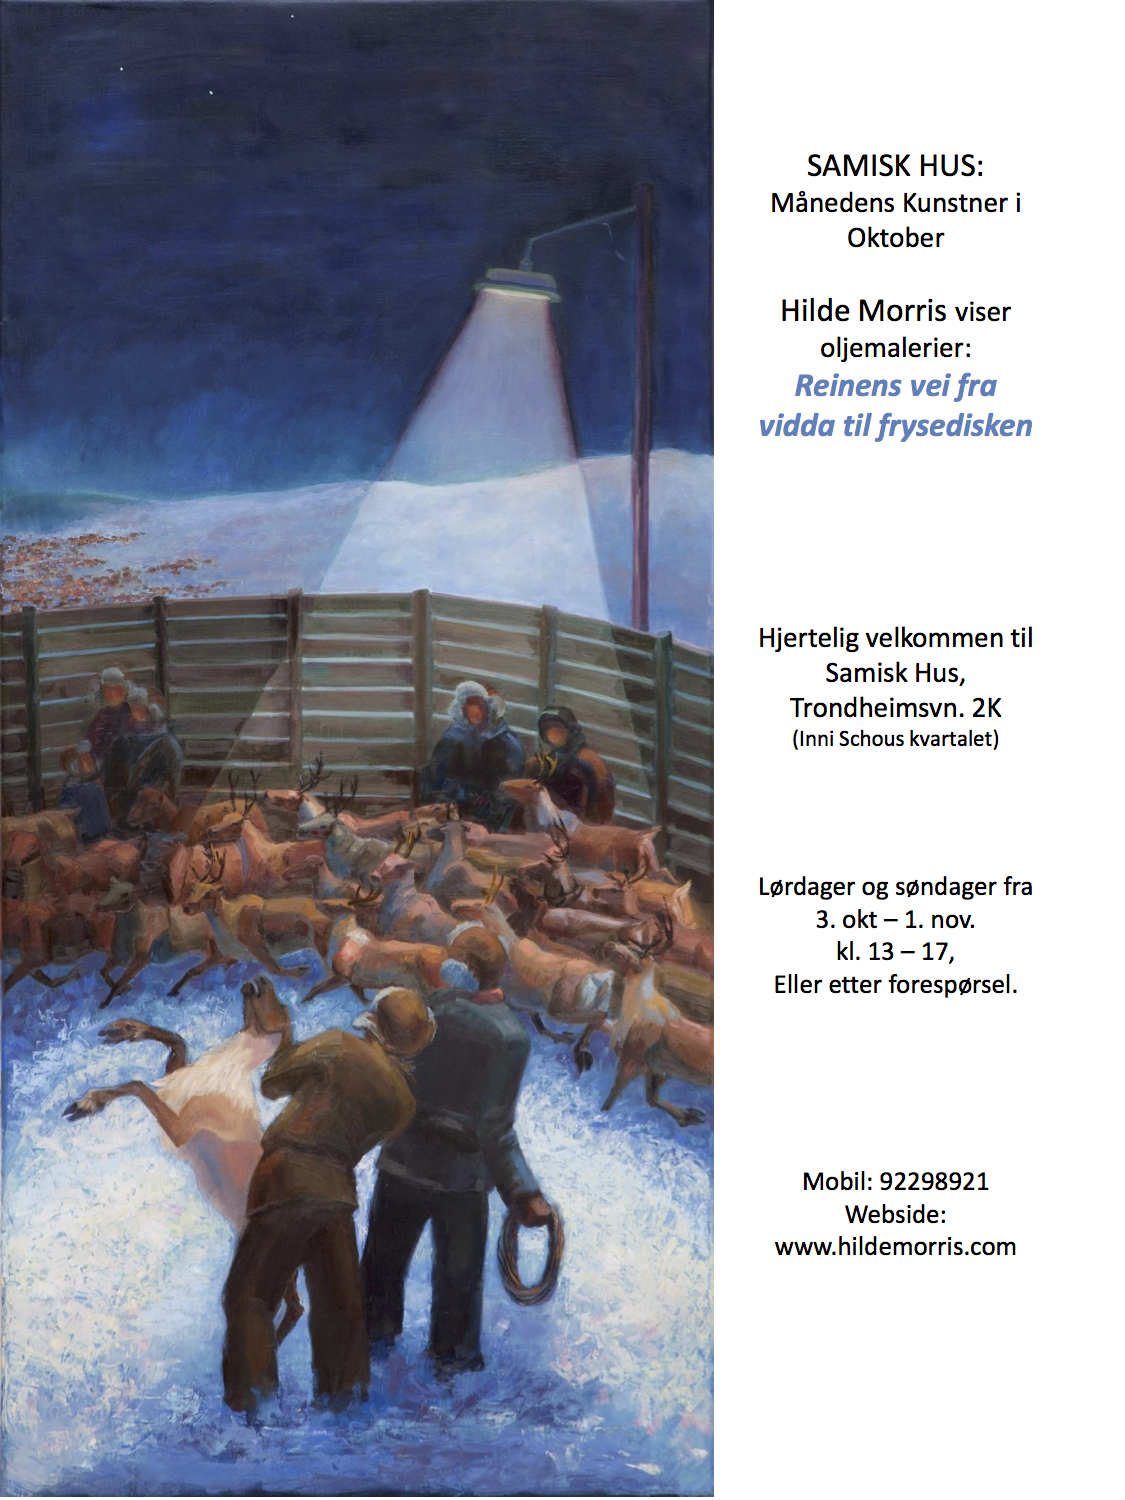 SAMISK HUS:
Månedens Kunstner i
Oktober
Hilde Morris viser
oljemalerier:
Reinens vei fra
vidda til frysedisken
Hjertelig velkommen til
Samisk Hus,
Trondheimsvn. 2K
(Inni Schous kvartalet)
Lørdager og søndager fra
3. okt – 1. nov.
kl. 13 – 17,
Eller etter forespørsel.
Mobil: 92298921
Webside:
www.hildemorris.com